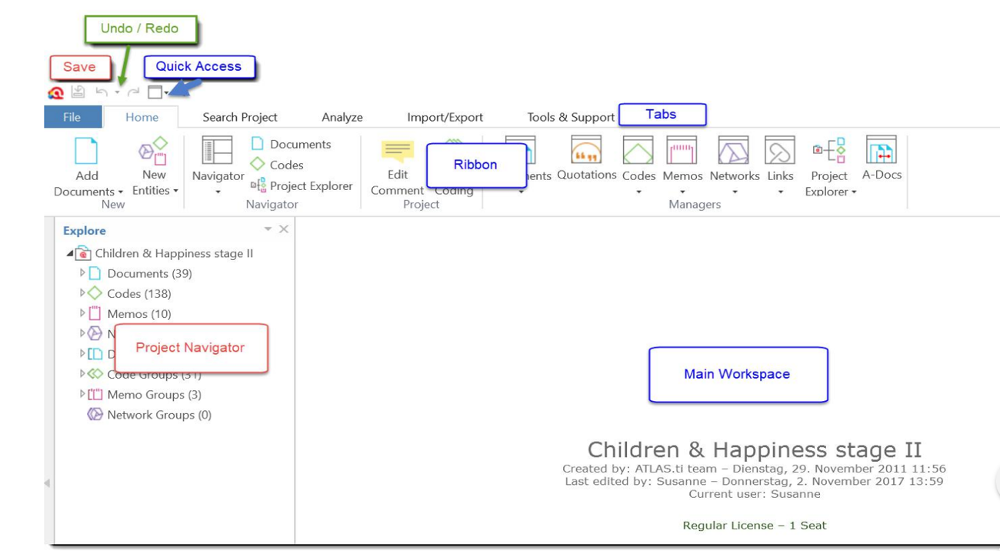 Undo / Redo
Save
Quick Access
File Home Search Project Analyze Import/Export Tools & Support Tabs
Documents
Codes
Project Explorer
Add Documents
New Entities
Navigator
Edit Comment
Ribbon
Quotations
Codes
Memos
Networks
Links
Project Explorer
A-Docs
New
Navigator
Project
Managers
Explore
Children & Happiness stage II
Documents (39)
Codes (138)
Memos (10)
Project Navigator
Code Groups (31)
Memo Groups (3)
Network Groups (0)
Main Workspace
Children & Happiness stage II
Created by: ATLAS.ti team – Dienstag, 29. November 2011 11:56
Last edited by: Susanne – Donnerstag, 2. November 2017 13:59
Current user: Susanne
Regular License – 1 Seat